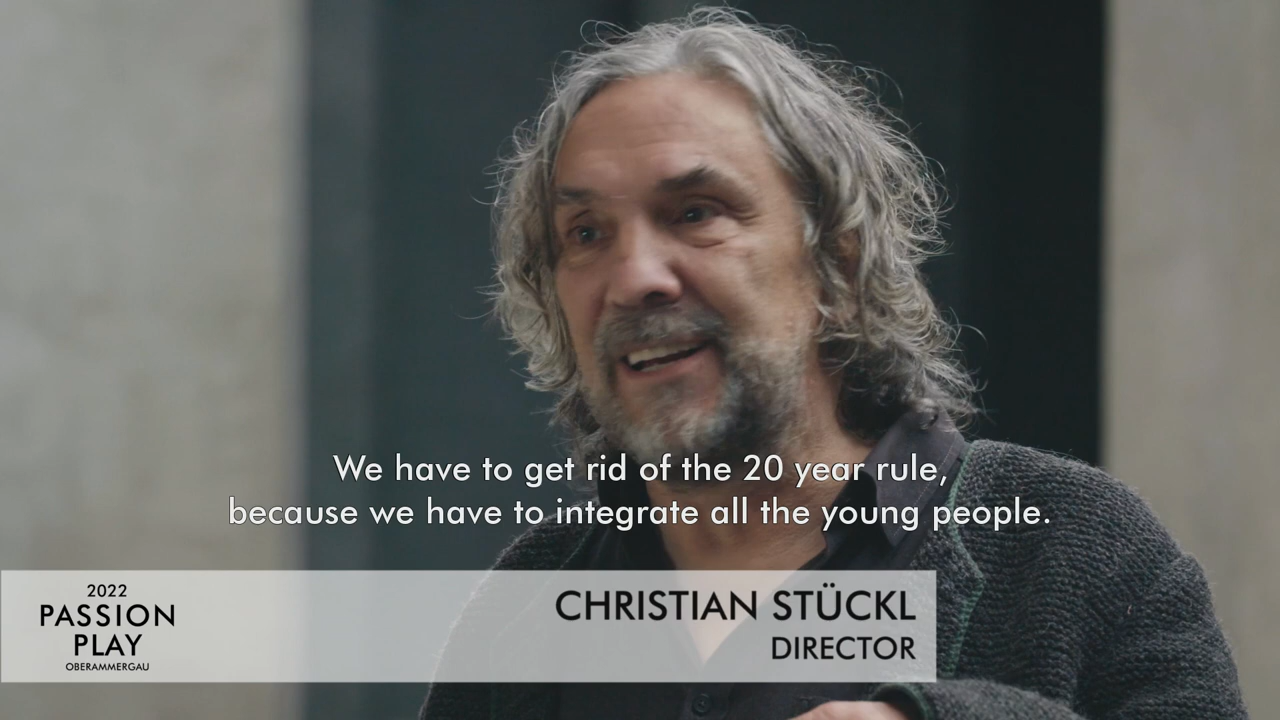 We have to get rid of the 20 year rule,
because we have to integrate all the young people.
2022
PASSION
PLAY
OBERAMMERGAU
CHRISTIAN STÜCKL
DIRECTOR